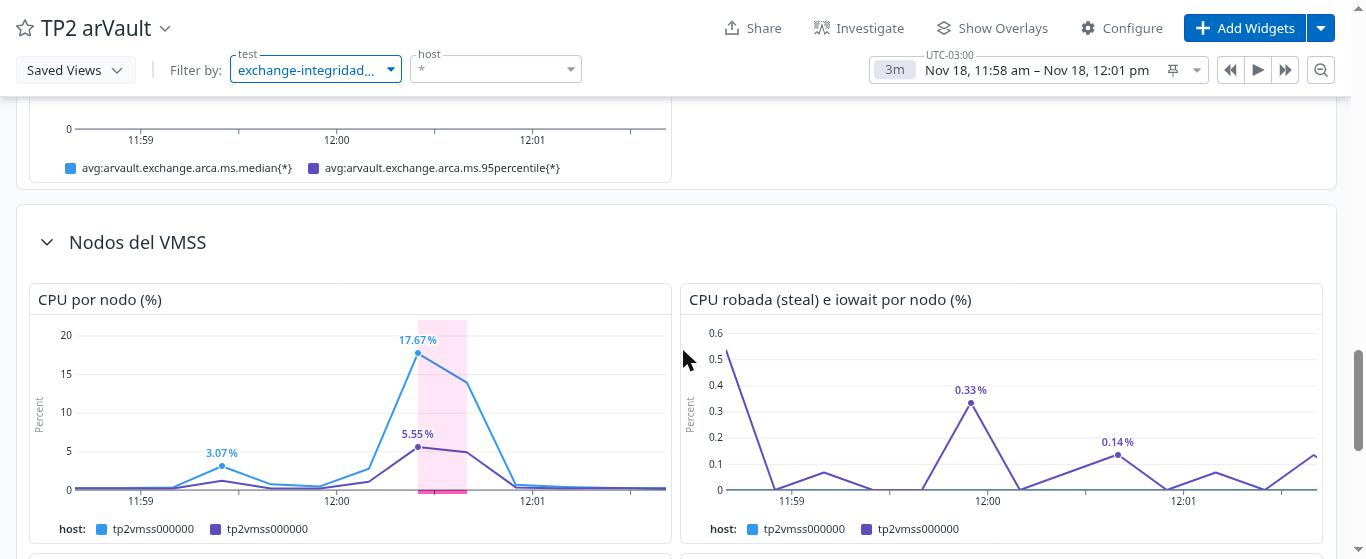 TP2 arVault
Share
Investigate
Show Overlays
Configure
Add Widgets
Saved Views
Filter by:
test
exchange-integridad...
host
*
UTC-03:00
3m
Nov 18, 11:58 am – Nov 18, 12:01 pm
0
11:59
12:00
12:01
avg:arvault.exchange.arca.ms.median{*}
avg:arvault.exchange.arca.ms.95percentile{*}
Nodos del VMSS
CPU por nodo (%)
Percent
20
15
10
5
0
17.67%
5.55%
3.07%
11:59
12:00
12:01
host:
tp2vmss000000
tp2vmss000000
CPU robada (steal) e iowait por nodo (%)
Percent
0.6
0.5
0.4
0.3
0.2
0.1
0
0.33%
0.14%
11:59
12:00
12:01
host:
tp2vmss000000
tp2vmss000000